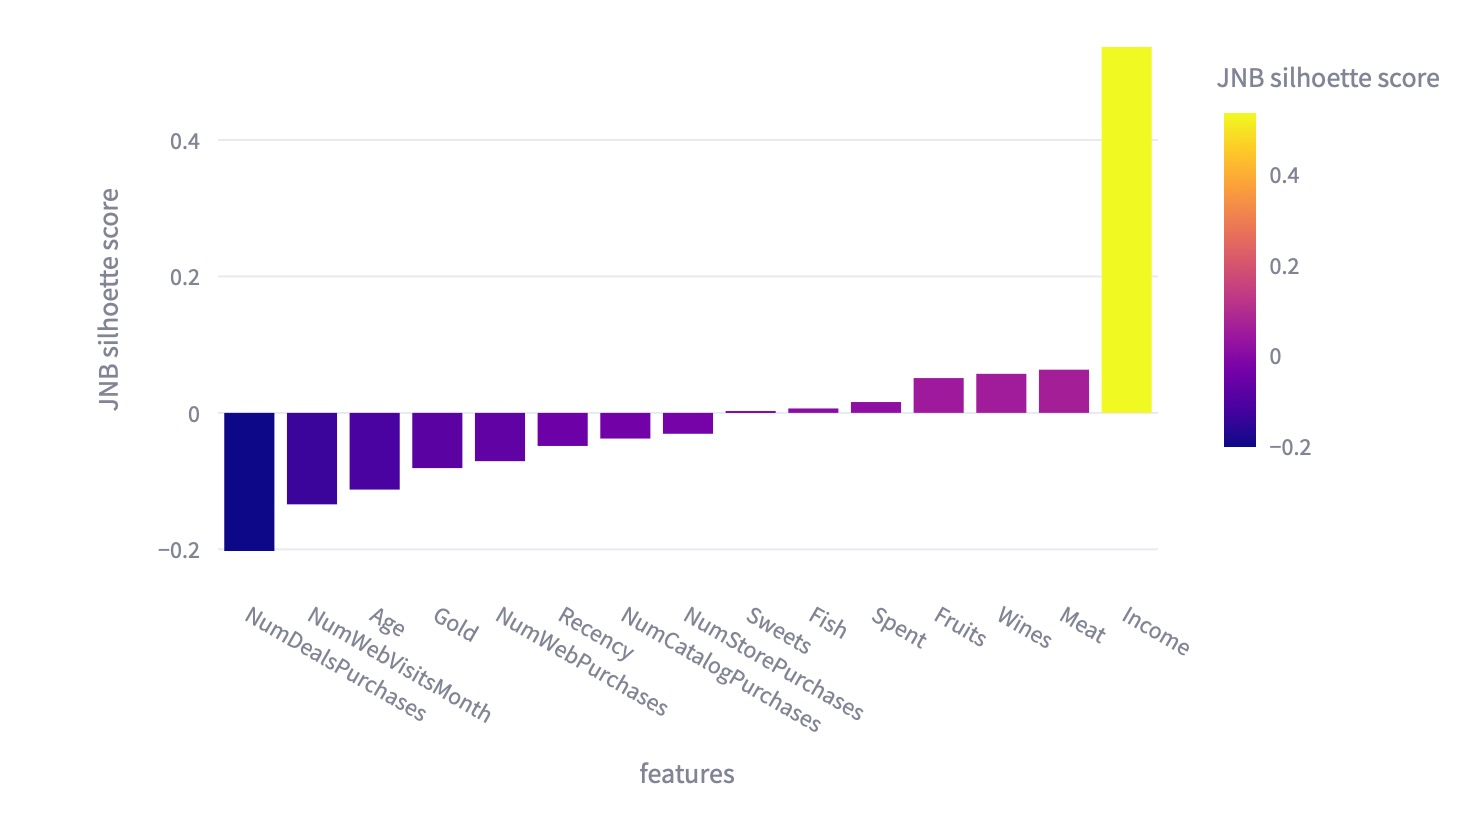 JNB silhoette score
0.4
0.2
0
−0.2
JNB silhoette score
0.4
0.2
0
−0.2
NumDealsPurchases
NumWebVisitsMonth
Age
Gold
NumWebPurchases
Recency
NumCatalogPurchases
NumStorePurchases
Sweets
Fish
Spent
Fruits
Wines
Meat
Income
features